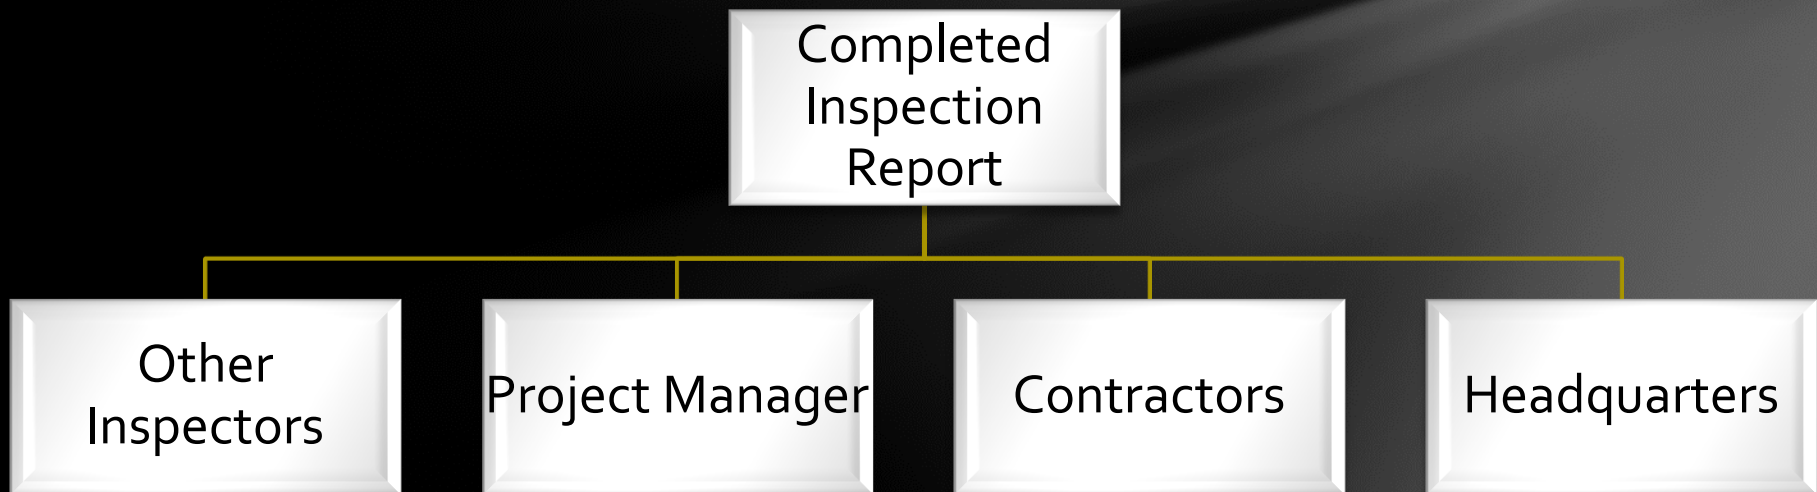 Completed
Inspection
Report
Other
Inspectors
Project Manager
Contractors
Headquarters